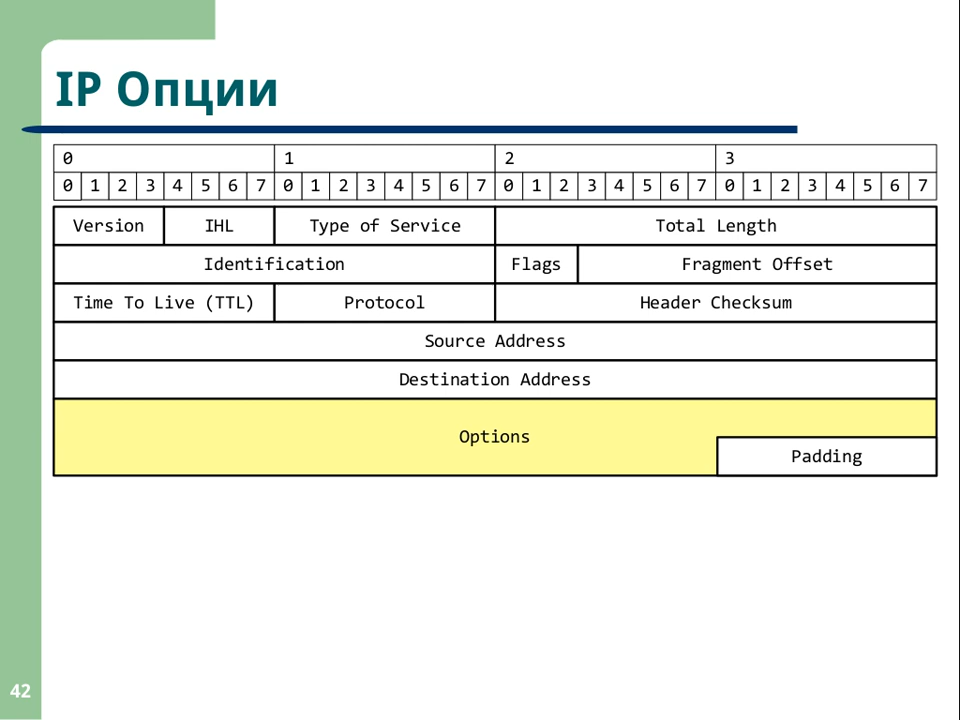 IP Опции
0 1 2 3
0 1 2 3 4 5 6 7 0 1 2 3 4 5 6 7 0 1 2 3 4 5 6 7 0 1 2 3 4 5 6 7
Version IHL Type of Service Total Length
Identification Flags Fragment Offset
Time To Live (TTL) Protocol Header Checksum
Source Address
Destination Address
Options
Padding
42